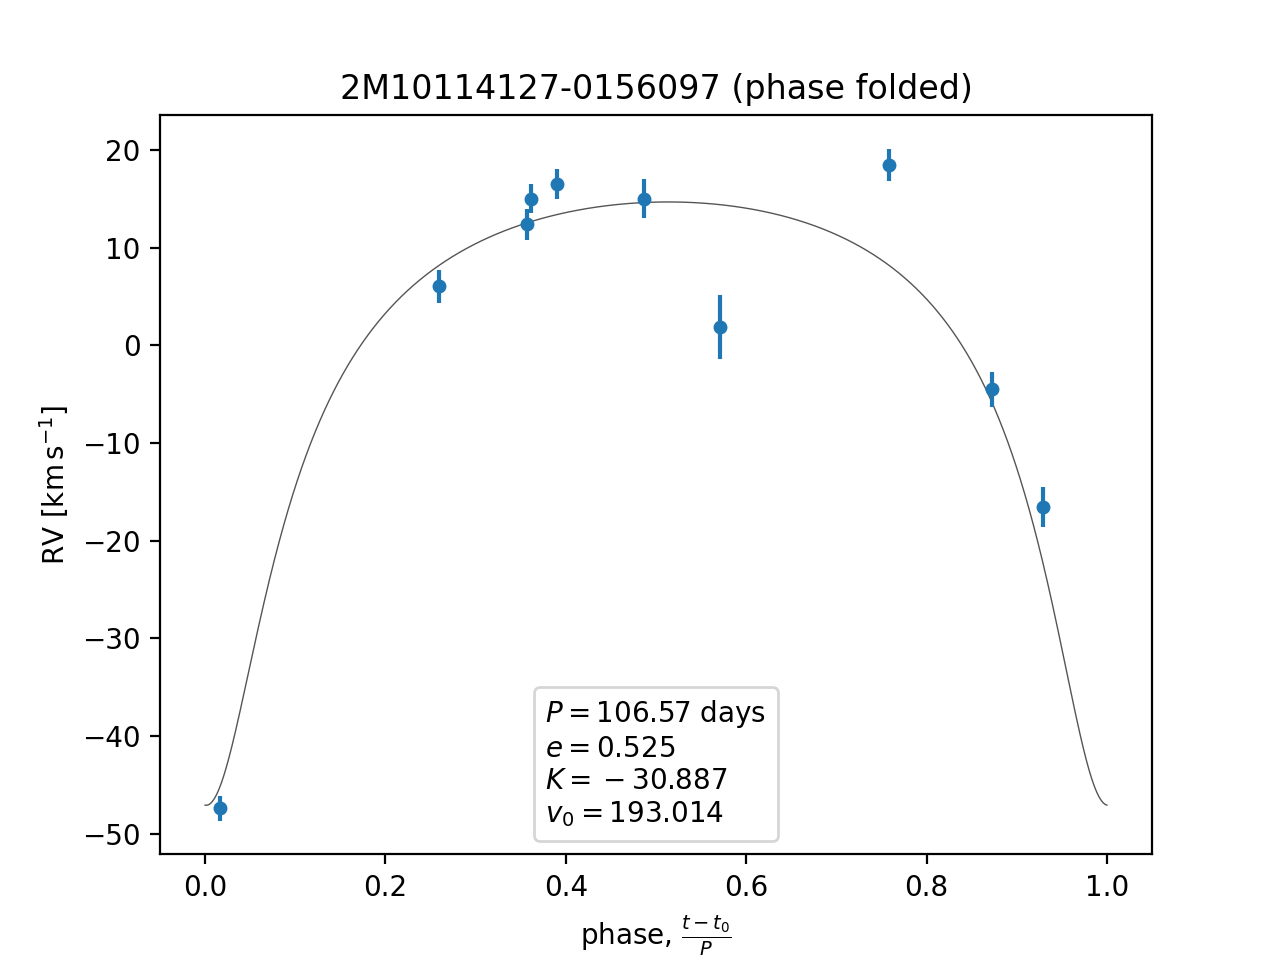 2M10114127-0156097 (phase folded)
20
10
0
−10
−20
−30
−40
−50
RV [km s⁻¹]
P = 106.57 days
e = 0.525
K = − 30.887
v₀ = 193.014
0.0 0.2 0.4 0.6 0.8 1.0
phase, (t − t₀)/P